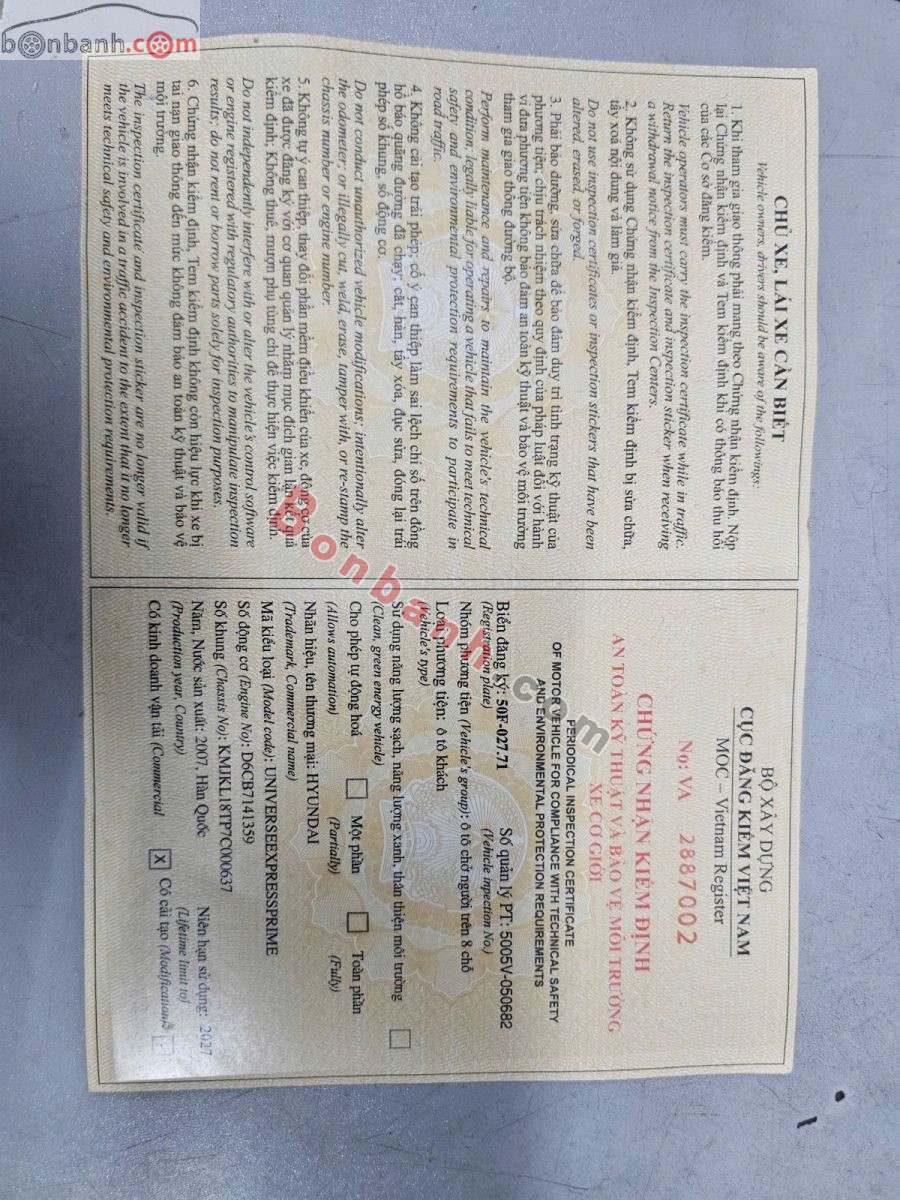 bonbanh.com
CHỦ XE, LÁI XE CẦN BIẾT
Vehicle owners, drivers should be aware of the followings:
1. Khi tham gia giao thông phải mang theo Chứng nhận kiểm định. Nộp
lại Chứng nhận kiểm định và Tem kiểm định khi có thông báo thu hồi
của các Cơ sở đăng kiểm.
Vehicle operators must carry the inspection certificate while in traffic.
Return the inspection certificate and inspection sticker when receiving
a withdrawal notice from the Inspection Centers.
2. Không sử dụng Chứng nhận kiểm định, Tem kiểm định bị sửa chữa,
tẩy xoá nội dung và làm giả.
Do not use inspection certificates or inspection stickers that have been
altered, erased, or forged.
3. Phải bảo dưỡng, sửa chữa để bảo đảm duy trì tình trạng kỹ thuật của
phương tiện; chịu trách nhiệm theo quy định của pháp luật đối với hành
vi đưa phương tiện không bảo đảm an toàn kỹ thuật và bảo vệ môi trường
tham gia giao thông đường bộ.
Perform maintenance and repairs to maintain the vehicle's technical
condition; legally liable for operating a vehicle that fails to meet technical
safety and environmental protection requirements to participate in
road traffic.
4. Không cải tạo trái phép; cố ý can thiệp làm sai lệch chỉ số trên đồng
hồ báo quãng đường đã chạy; cắt, hàn, tẩy xóa, đục sửa, đóng lại trái
phép số khung, số động cơ.
Do not conduct unauthorized vehicle modifications; intentionally alter
the odometer; or illegally cut, weld, erase, tamper with, or re-stamp the
chassis number or engine number.
5. Không tự ý can thiệp, thay đổi phần mềm điều khiển của xe, động cơ của
xe đã được đăng ký với cơ quan quản lý nhằm mục đích gian lận kết quả
kiểm định; Không thuê, mượn phụ tùng chỉ để thực hiện việc kiểm định.
Do not independently interfere with or alter the vehicle's control software
or engine registered with regulatory authorities to manipulate inspection
results; do not rent or borrow parts solely for inspection purposes.
6. Chứng nhận kiểm định, Tem kiểm định không còn hiệu lực khi xe bị
tai nạn giao thông đến mức không đảm bảo an toàn kỹ thuật và bảo vệ
môi trường.
The inspection certificate and inspection sticker are no longer valid if
the vehicle is involved in a traffic accident to the extent that it no longer
meets technical safety and environmental protection requirements.
BỘ XÂY DỰNG
CỤC ĐĂNG KIỂM VIỆT NAM
MOC – Vietnam Register
No: VA 2887002
CHỨNG NHẬN KIỂM ĐỊNH
AN TOÀN KỸ THUẬT VÀ BẢO VỆ MÔI TRƯỜNG
XE CƠ GIỚI
PERIODICAL INSPECTION CERTIFICATE
OF MOTOR VEHICLE FOR COMPLIANCE WITH TECHNICAL SAFETY
AND ENVIRONMENTAL PROTECTION REQUIREMENTS
Biển đăng ký: 50F-027.71 Số quản lý PT: 5005V-050682
(Registration plate) (Vehicle inpection No.)
Nhóm phương tiện (Vehicle's group): ô tô chở người trên 8 chỗ
Loại phương tiện: ô tô khách
(Vehicle's type)
Sử dụng năng lượng sạch, năng lượng xanh, thân thiện môi trường
(Clean, green energy vehicle)
Cho phép tự động hoá Một phần Toàn phần
(Allows automation) (Partially) (Fully)
Nhãn hiệu, tên thương mại: HYUNDAI
(Trademark, Commercial name)
Mã kiểu loại (Model code): UNIVERSEEXPRESSPRIME
Số động cơ (Engine No): D6CB7141359
Số khung (Chassis No): KMJKL18TP7C000637
Năm, Nước sản xuất: 2007, Hàn Quốc Niên hạn sử dụng: 2027
(Production year, Country) (Lifetime limit to)
Có kinh doanh vận tải (Commercial X Có cải tạo (Modification)
Bonbanh.com